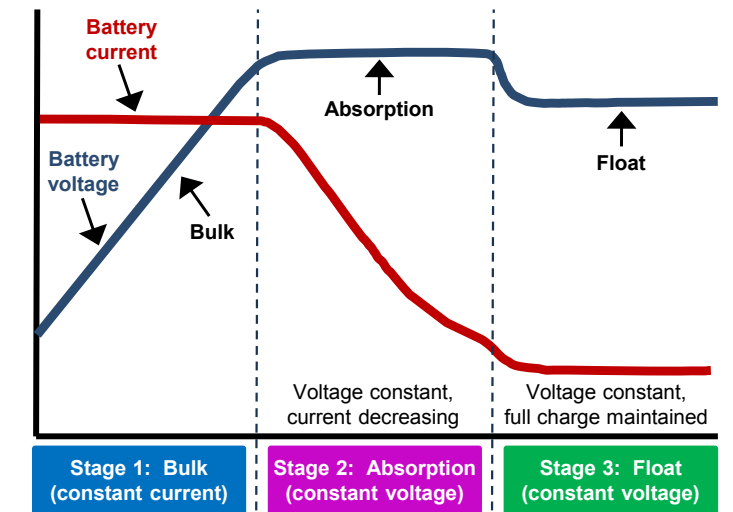 Battery
current
Absorption
Battery
voltage
Bulk
Float
Voltage constant,
current decreasing
Voltage constant,
full charge maintained
Stage 1: Bulk
(constant current)
Stage 2: Absorption
(constant voltage)
Stage 3: Float
(constant voltage)